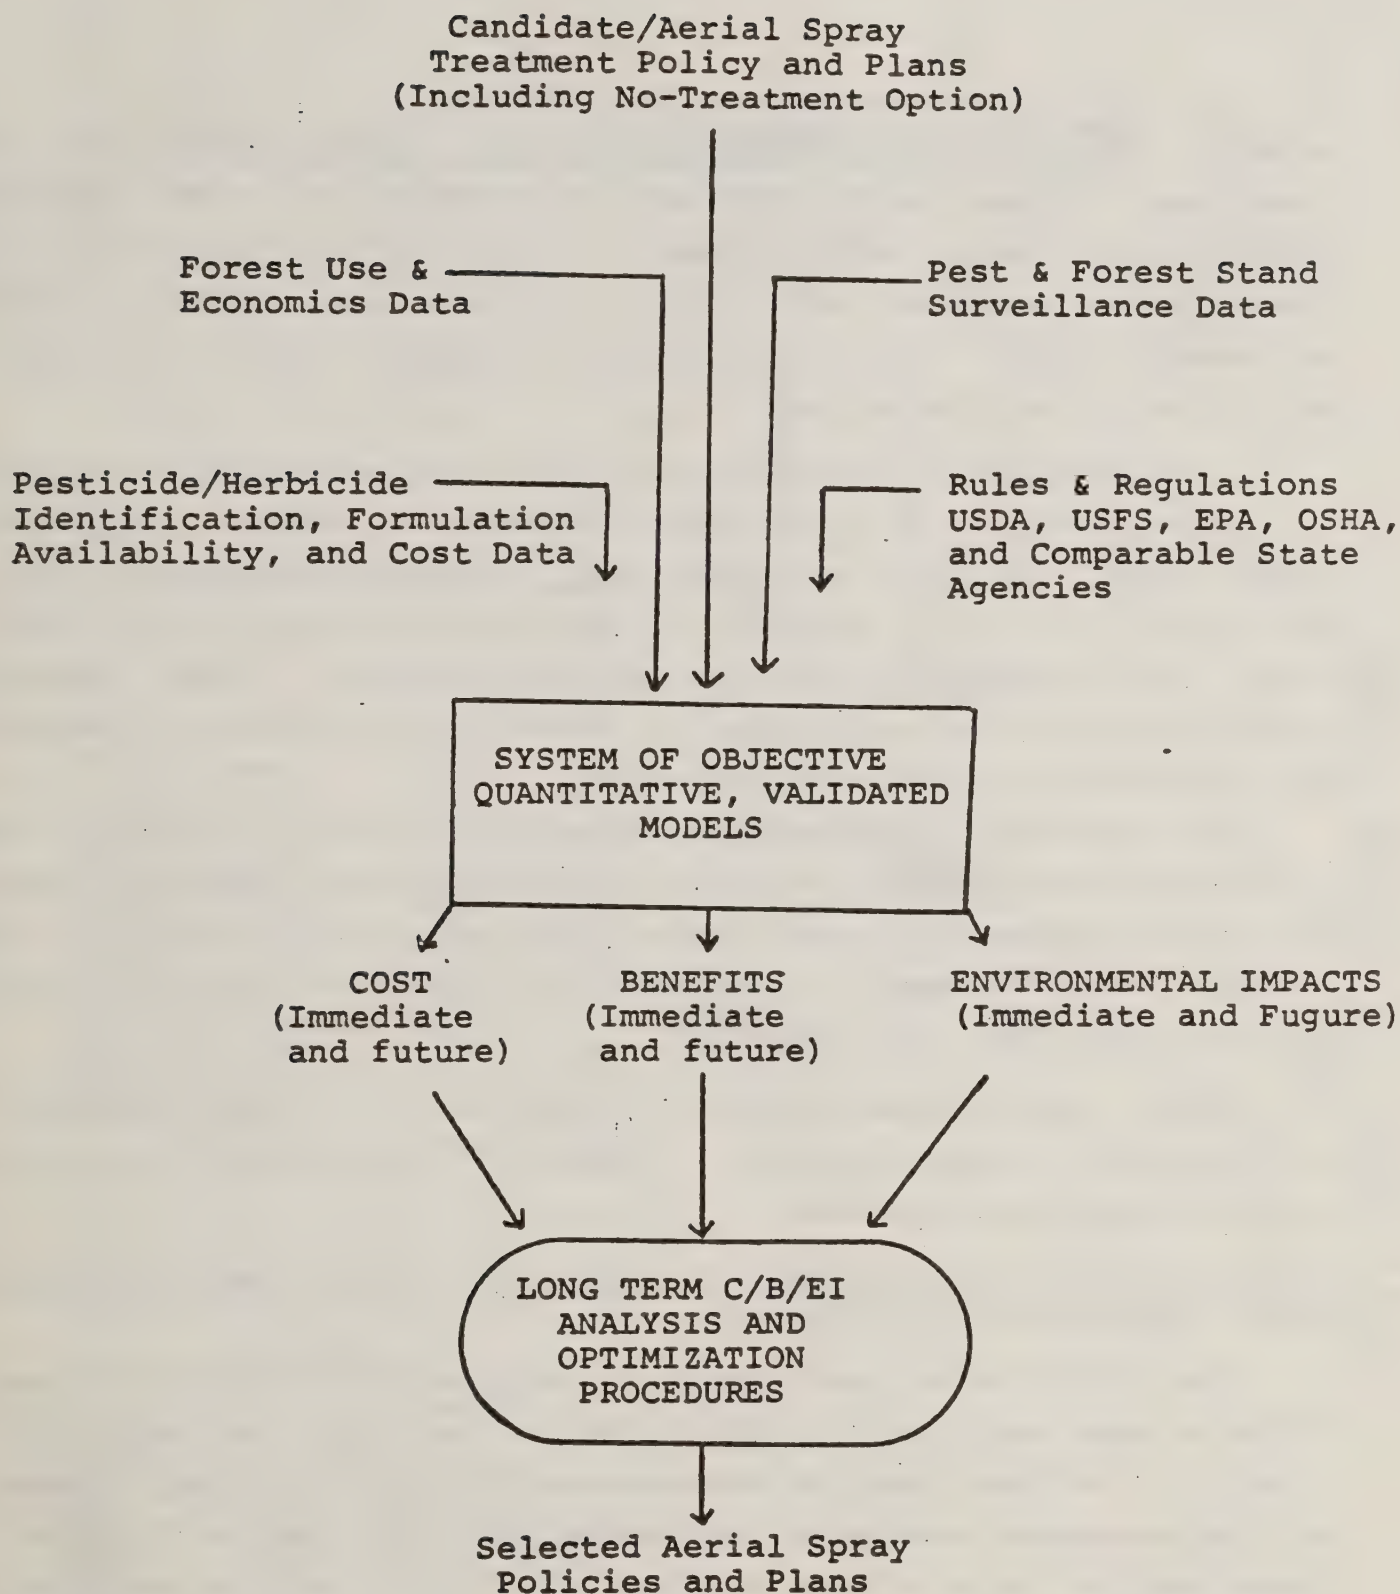 Candidate/Aerial Spray
Treatment Policy and Plans
(Including No-Treatment Option)
Forest Use &
Economics Data
Pest & Forest Stand
Surveillance Data
Pesticide/Herbicide
Identification, Formulation
Availability, and Cost Data
Rules & Regulations
USDA, USFS, EPA, OSHA,
and Comparable State
Agencies
SYSTEM OF OBJECTIVE
QUANTITATIVE, VALIDATED
MODELS
COST
(Immediate
and future)
BENEFITS
(Immediate
and future)
ENVIRONMENTAL IMPACTS
(Immediate and Fugure)
LONG TERM C/B/EI
ANALYSIS AND
OPTIMIZATION
PROCEDURES
Selected Aerial Spray
Policies and Plans